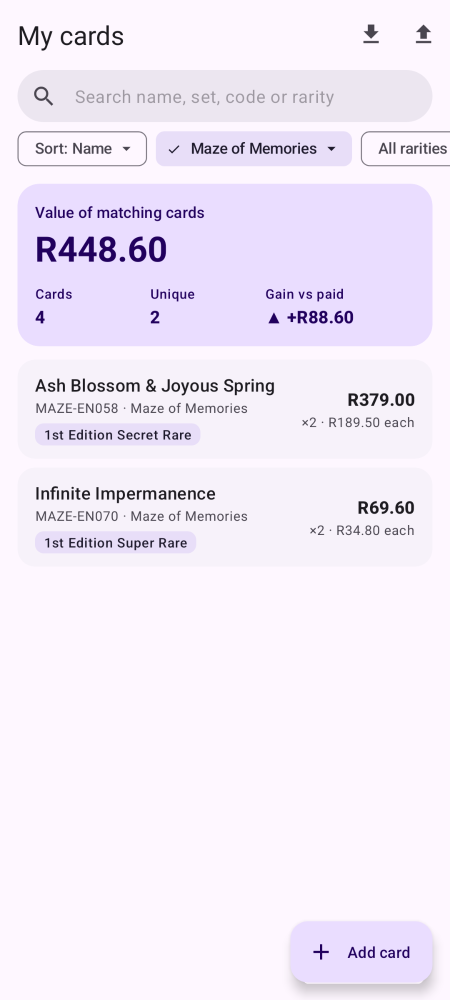 My cards
Search name, set, code or rarity
Sort: Name
Maze of Memories
All rarities
Value of matching cards
R448.60
Cards
Unique
Gain vs paid
4
2
▲ +R88.60
Ash Blossom & Joyous Spring
MAZE-EN058 · Maze of Memories
1st Edition Secret Rare
R379.00
×2 · R189.50 each
Infinite Impermanence
MAZE-EN070 · Maze of Memories
1st Edition Super Rare
R69.60
×2 · R34.80 each
Add card